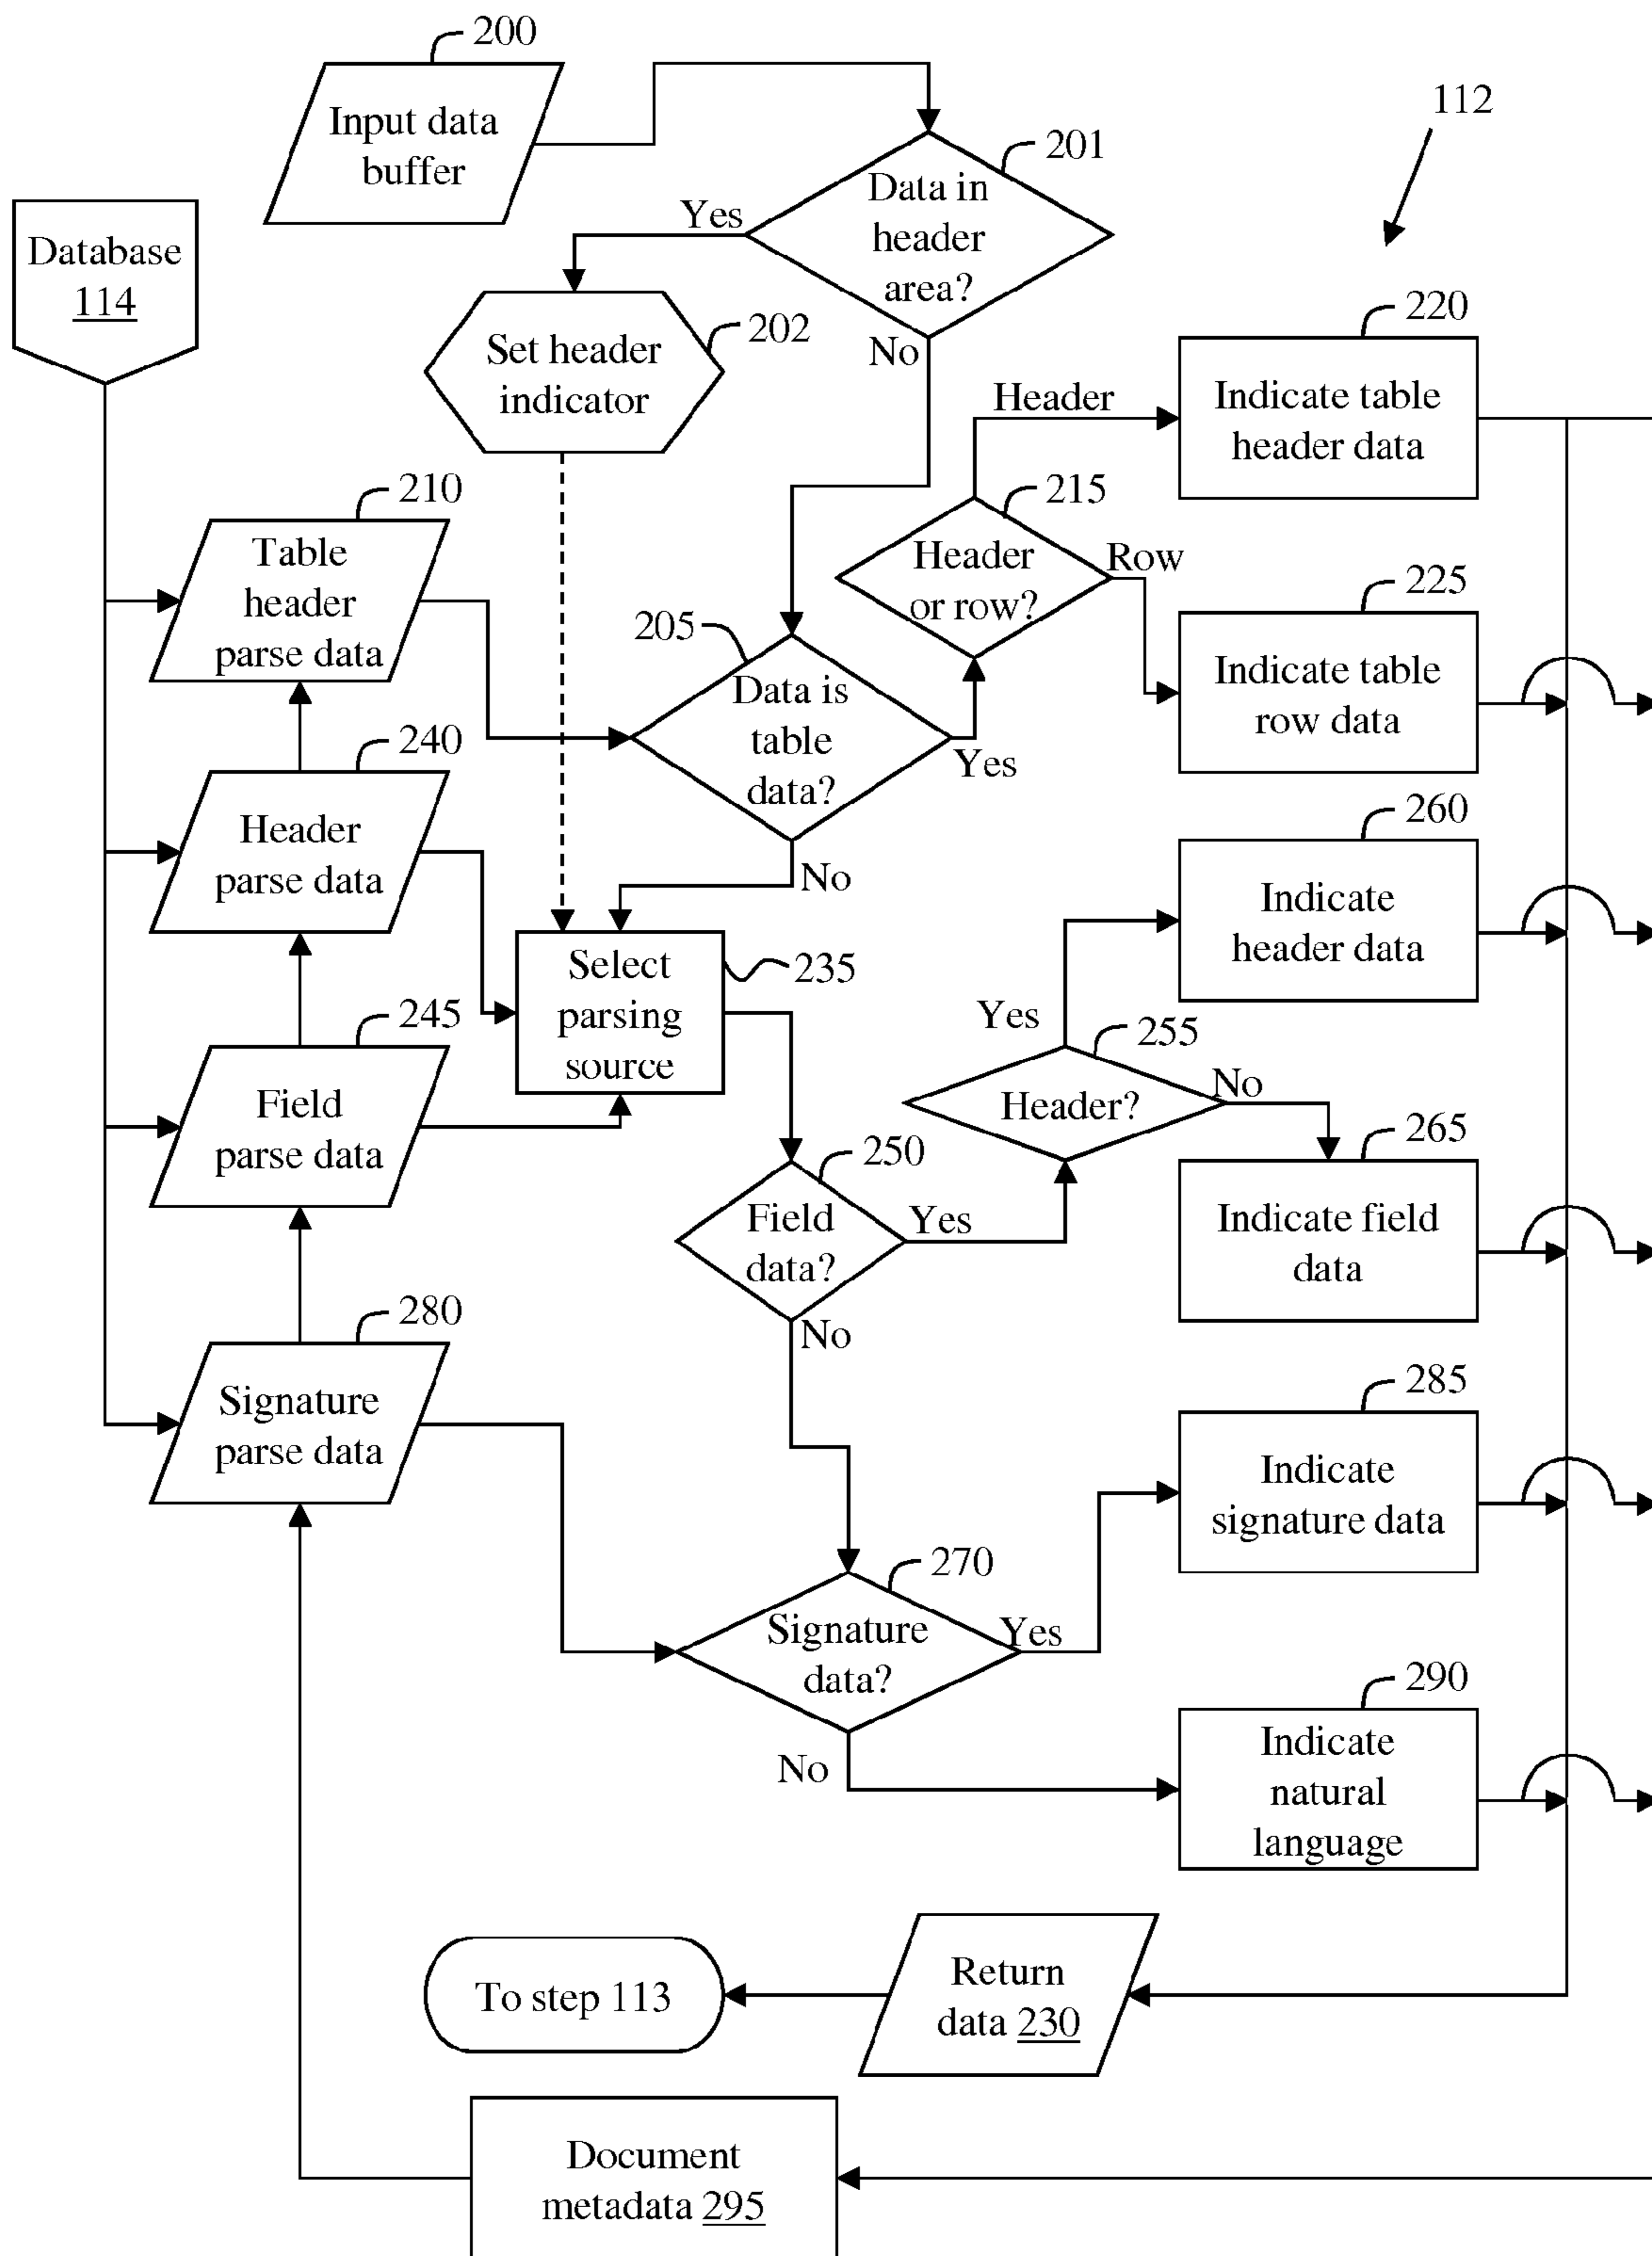 200
Input data
buffer
112
201
Data in
header
area?
Yes
No
Database
114
Set header
indicator
202
220
Indicate table
header data
Header
210
Table
header
parse data
215
Header
or row?
Row
225
Indicate table
row data
205
Data is
table
data?
Yes
No
240
Header
parse data
260
Indicate
header data
Select
parsing
source
235
245
Field
parse data
Yes
255
Header?
No
250
Field
data?
Yes
No
265
Indicate field
data
280
Signature
parse data
285
Indicate
signature data
270
Signature
data?
Yes
No
290
Indicate
natural
language
To step 113
Return
data 230
Document
metadata 295